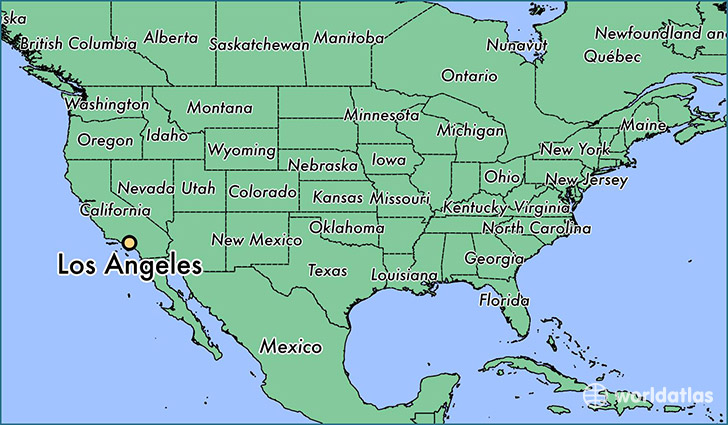 ska
British Columbia
Alberta
Saskatchewan
Manitoba
Nunavut
Newfoundland and
Québec
Ontario
Washington
Montana
Minnesota
Michigan
Maine
Oregon
Idaho
Wyoming
Nebraska
Iowa
New York
Nevada
Utah
Colorado
Kansas
Missouri
Ohio
New Jersey
California
Kentucky
Virginia
New Mexico
Oklahoma
North Carolina
Los Angeles
Texas
Louisiana
Georgia
Florida
Mexico
worldatlas